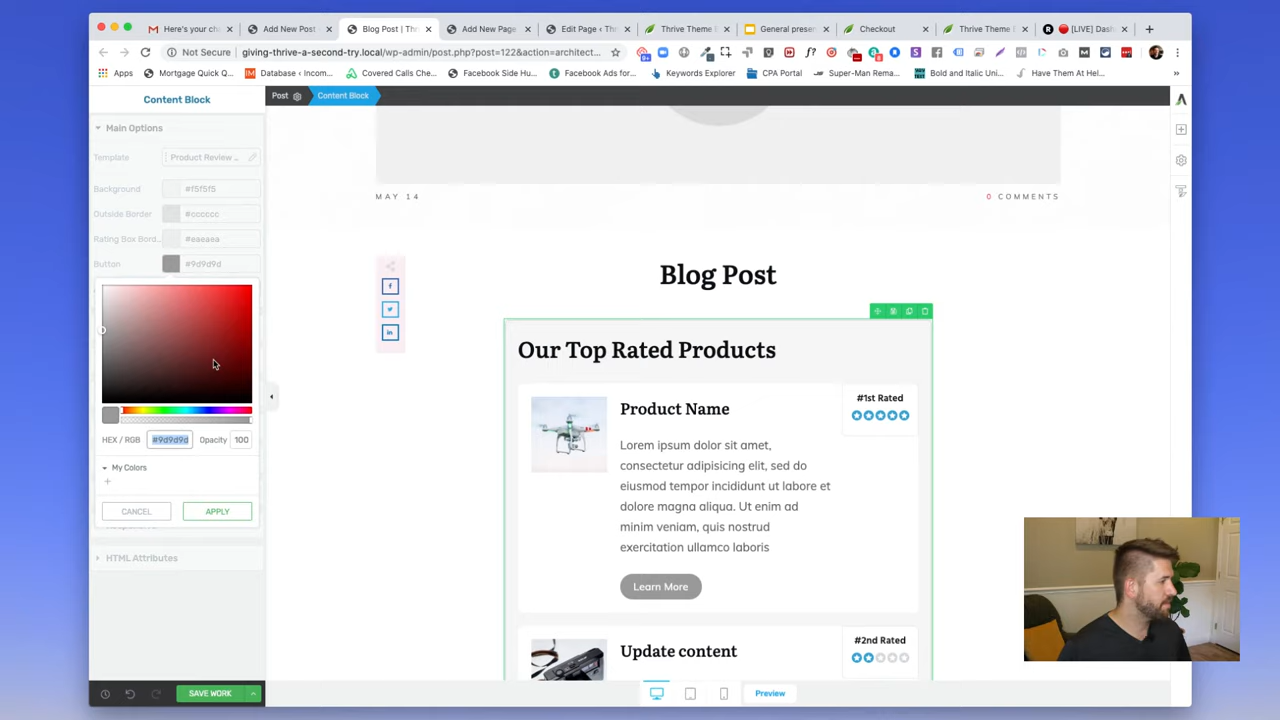 Here's your ch
Add New Post
Blog Post | Thr
Add New Page
Edit Page ‹ Thri
Thrive Theme B
General presen
Checkout
Thrive Theme B
[LIVE] Dash
Not Secure
giving-thrive-a-second-try.local/wp-admin/post.php?post=122&action=architect...
Apps
Mortgage Quick Q...
Database ‹ Incom...
Covered Calls Che...
Facebook Side Hu...
Facebook Ads for...
Keywords Explorer
CPA Portal
Super-Man Rema...
Bold and Italic Uni...
Have Them At Hel...
»
Content Block
Post
Content Block
Main Options
Template
Product Review ...
Background
#f5f5f5
Outside Border
#cccccc
Rating Box Bord...
#eaeaea
Button
#9d9d9d
HEX / RGB
#9d9d9d
Opacity
100
My Colors
+
CANCEL
APPLY
HTML Attributes
SAVE WORK
MAY 14
0 COMMENTS
Blog Post
Our Top Rated Products
Product Name
#1st Rated
Lorem ipsum dolor sit amet,
consectetur adipisicing elit, sed do
eiusmod tempor incididunt ut labore et
dolore magna aliqua. Ut enim ad
minim veniam, quis nostrud
exercitation ullamco laboris
Learn More
Update content
#2nd Rated
Preview